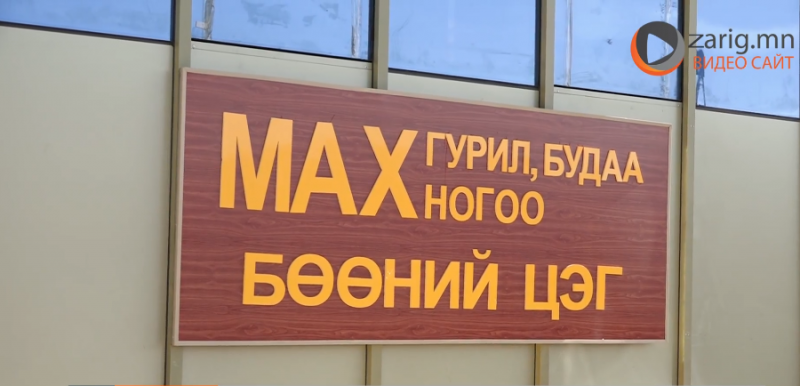 zarig.mn
ВИДЕО САЙТ
МАХ
ГУРИЛ, БУДАА
НОГОО
БӨӨНИЙ ЦЭГ